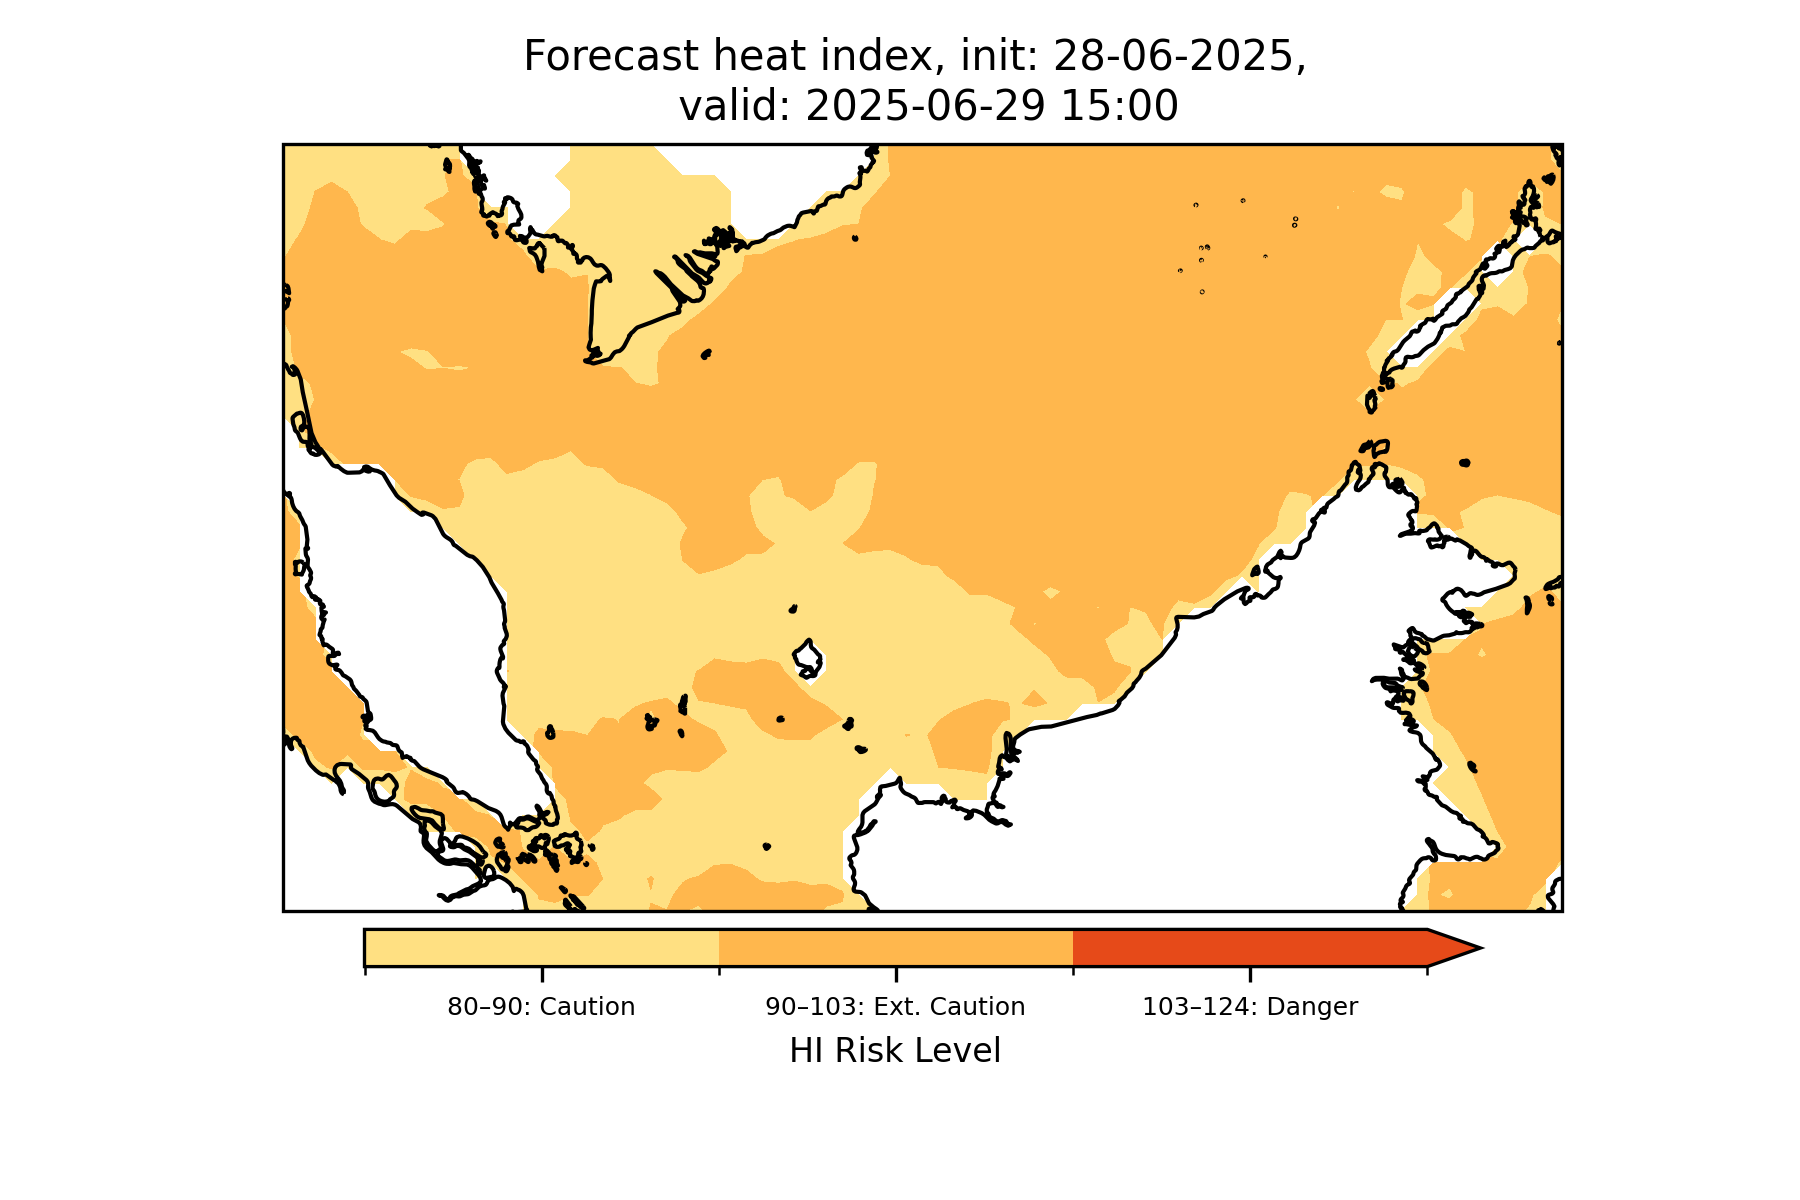 Forecast heat index, init: 28-06-2025,
valid: 2025-06-29 15:00
80–90: Caution
90–103: Ext. Caution
103–124: Danger
HI Risk Level